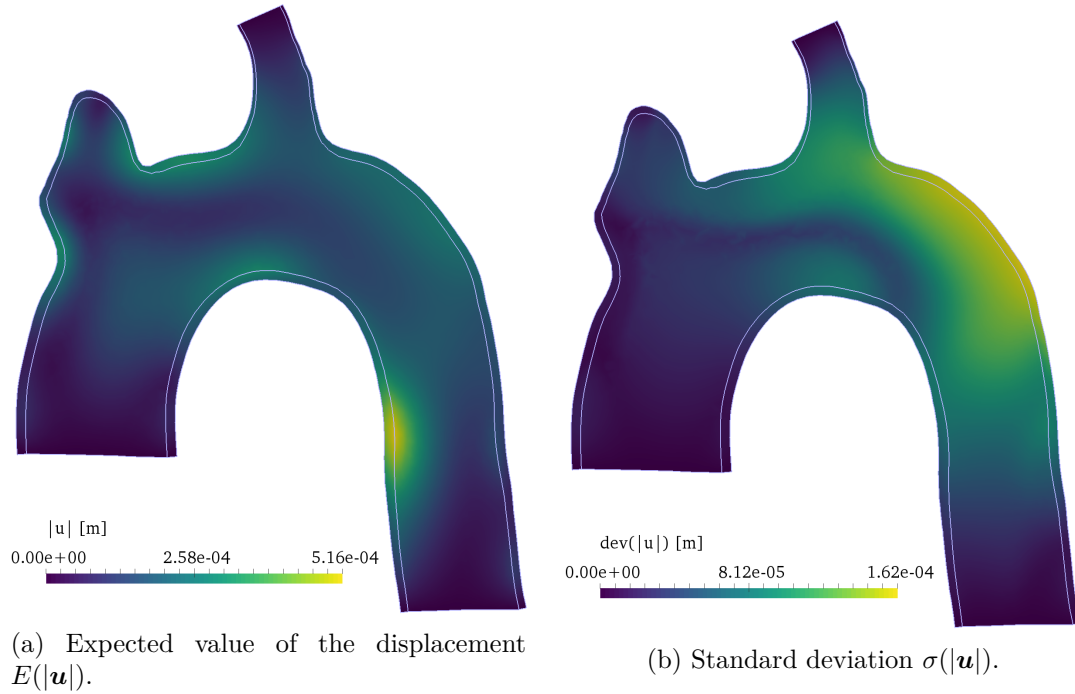 |u| [m]
0.00e+00 2.58e-04 5.16e-04
dev(|u|) [m]
0.00e+00 8.12e-05 1.62e-04
(a) Expected value of the displacement
E(|u|).
(b) Standard deviation σ(|u|).